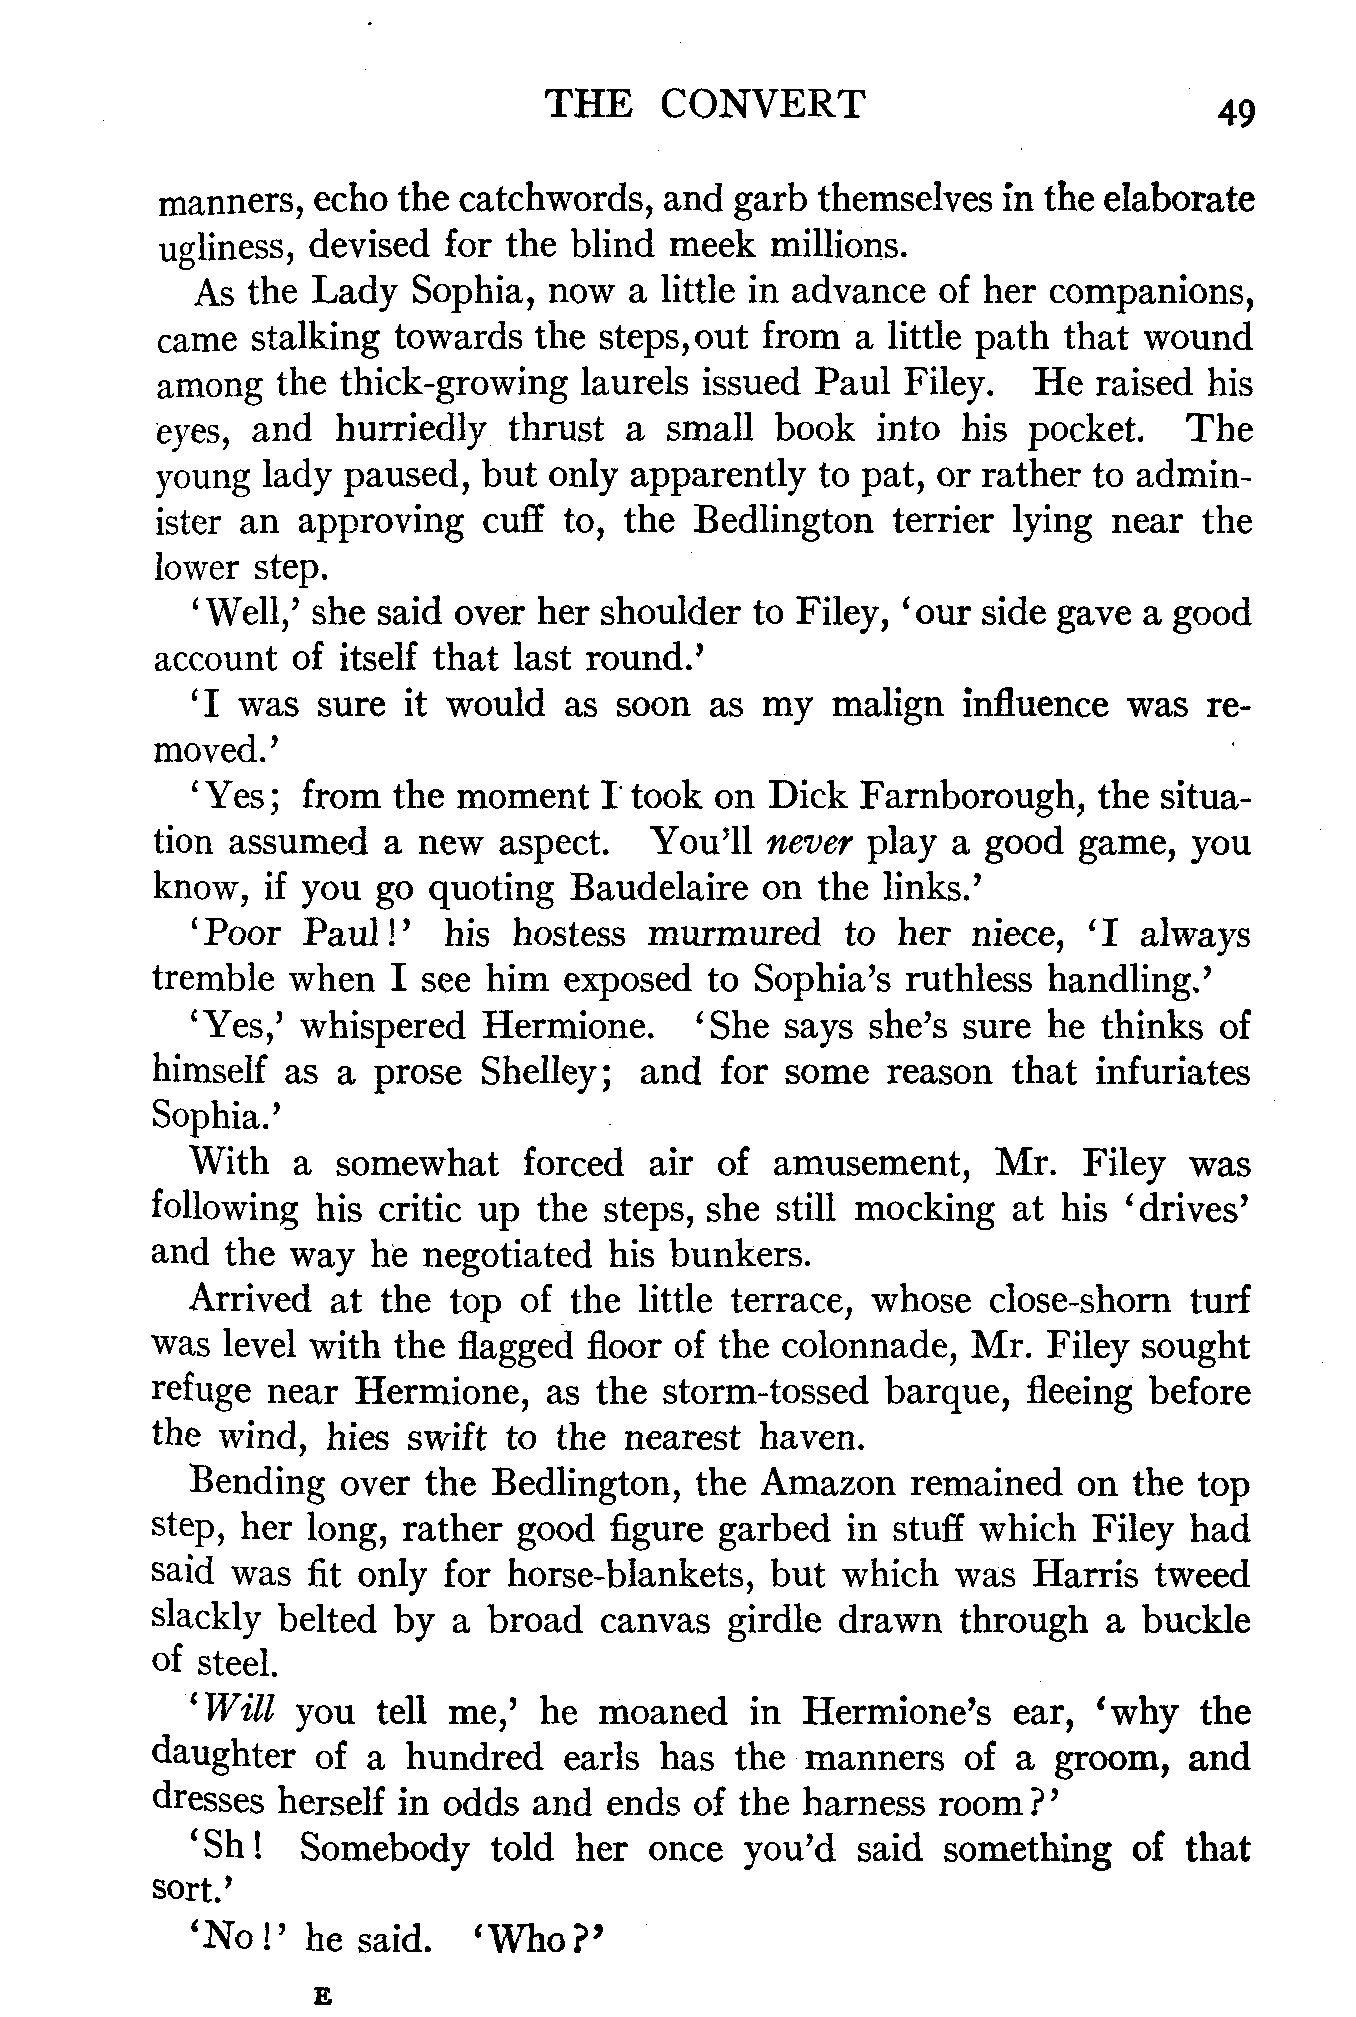 THE CONVERT 49
manners, echo the catchwords, and garb themselves in the elaborate
ugliness, devised for the blind meek millions.
As the Lady Sophia, now a little in advance of her companions,
came stalking towards the steps, out from a little path that wound
among the thick-growing laurels issued Paul Filey. He raised his
eyes, and hurriedly thrust a small book into his pocket. The
young lady paused, but only apparently to pat, or rather to admin-
ister an approving cuff to, the Bedlington terrier lying near the
lower step.
‘Well,’ she said over her shoulder to Filey, ‘our side gave a good
account of itself that last round.’
‘I was sure it would as soon as my malign influence was re-
moved.’
‘Yes; from the moment I took on Dick Farnborough, the situa-
tion assumed a new aspect. You’ll never play a good game, you
know, if you go quoting Baudelaire on the links.’
‘Poor Paul!’ his hostess murmured to her niece, ‘I always
tremble when I see him exposed to Sophia’s ruthless handling.’
‘Yes,’ whispered Hermione. ‘She says she’s sure he thinks of
himself as a prose Shelley; and for some reason that infuriates
Sophia.’
With a somewhat forced air of amusement, Mr. Filey was
following his critic up the steps, she still mocking at his ‘drives’
and the way he negotiated his bunkers.
Arrived at the top of the little terrace, whose close-shorn turf
was level with the flagged floor of the colonnade, Mr. Filey sought
refuge near Hermione, as the storm-tossed barque, fleeing before
the wind, hies swift to the nearest haven.
Bending over the Bedlington, the Amazon remained on the top
step, her long, rather good figure garbed in stuff which Filey had
said was fit only for horse-blankets, but which was Harris tweed
slackly belted by a broad canvas girdle drawn through a buckle
of steel.
‘Will you tell me,’ he moaned in Hermione’s ear, ‘why the
daughter of a hundred earls has the manners of a groom, and
dresses herself in odds and ends of the harness room?’
‘Sh! Somebody told her once you’d said something of that
sort.’
‘No!’ he said. ‘Who?’
E